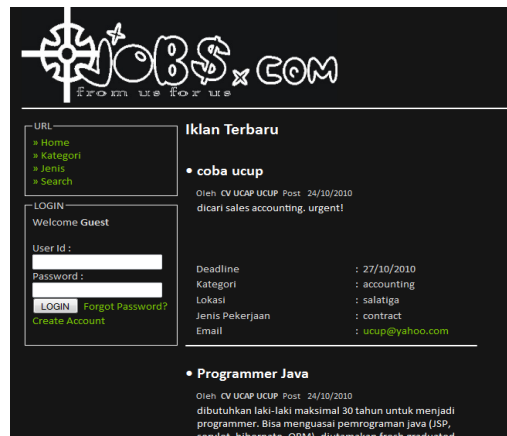 JOB$x COM
from us for us
URL
» Home
» Kategori
» Jenis
» Search
LOGIN
Welcome Guest
User Id :
Password :
LOGIN Forgot Password?
Create Account
Iklan Terbaru
• coba ucup
Oleh CV UCAP UCUP Post 24/10/2010
dicari sales accounting. urgent!
Deadline : 27/10/2010
Kategori : accounting
Lokasi : salatiga
Jenis Pekerjaan : contract
Email : ucup@yahoo.com
• Programmer Java
Oleh CV UCAP UCUP Post 24/10/2010
dibutuhkan laki-laki maksimal 30 tahun untuk menjadi
programmer. Bisa menguasai pemrograman java (JSP,